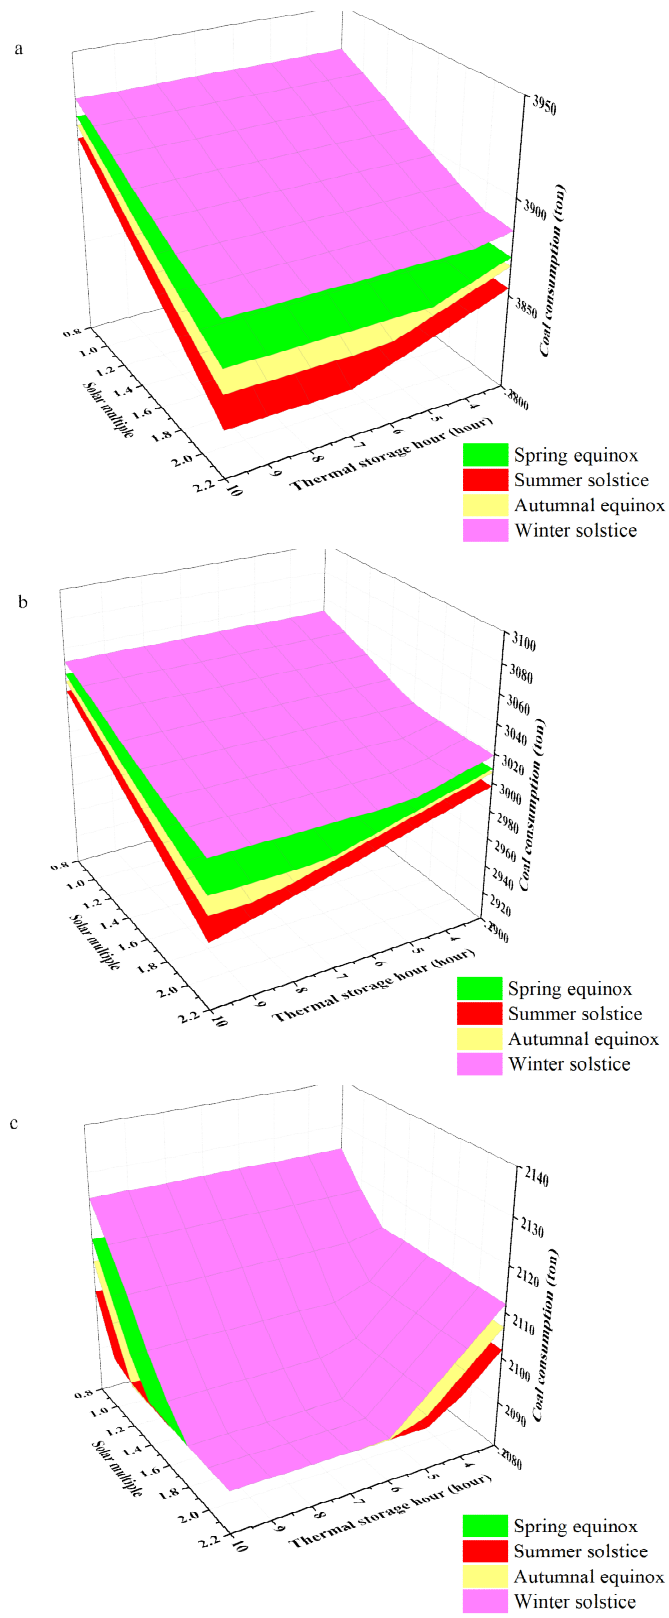 a
3950
3900
3850
3800
Coal consumption (ton)
0.8
1.0
1.2
1.4
1.6
1.8
2.0
2.2
Solar multiple
10
9
8
7
6
5
4
Thermal storage hour (hour)
Spring equinox
Summer solstice
Autumnal equinox
Winter solstice
b
3100
3080
3060
3040
3020
3000
2980
2960
2940
2920
2900
Coal consumption (ton)
0.8
1.0
1.2
1.4
1.6
1.8
2.0
2.2
Solar multiple
10
9
8
7
6
5
4
Thermal storage hour (hour)
Spring equinox
Summer solstice
Autumnal equinox
Winter solstice
c
2140
2130
2120
2110
2100
2090
2080
Coal consumption (ton)
0.8
1.0
1.2
1.4
1.6
1.8
2.0
2.2
Solar multiple
10
9
8
7
6
5
4
Thermal storage hour (hour)
Spring equinox
Summer solstice
Autumnal equinox
Winter solstice